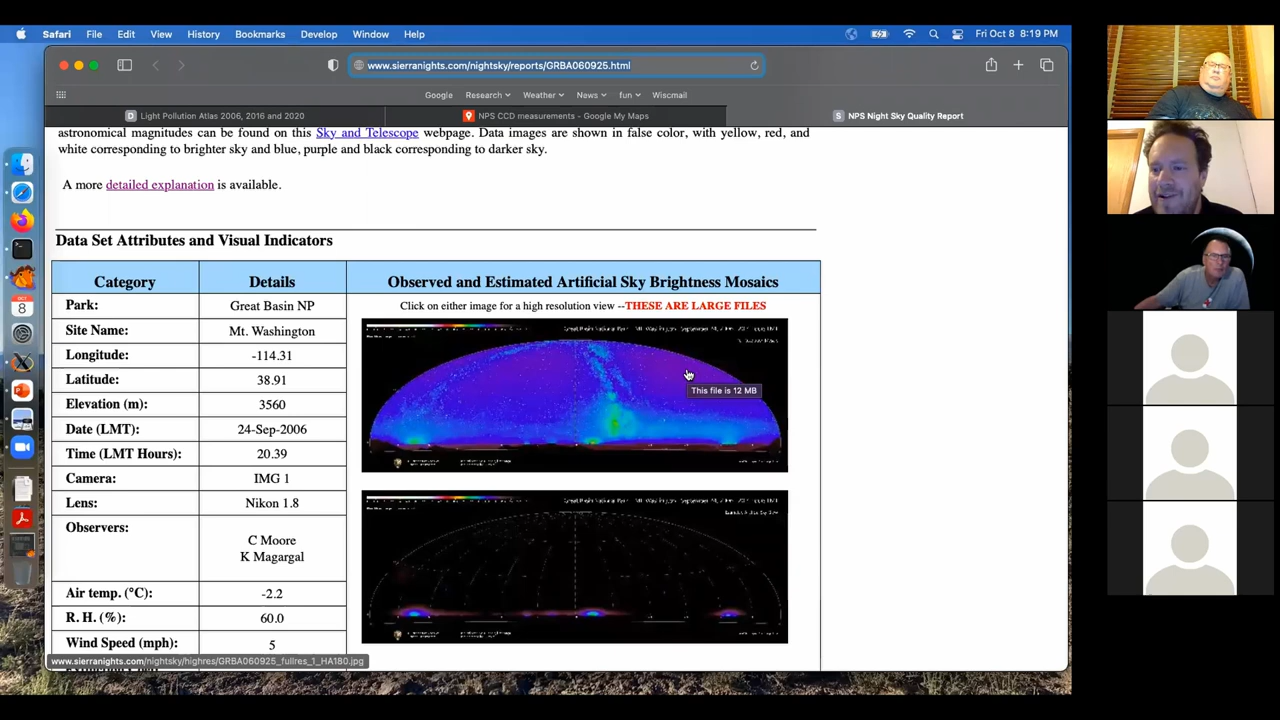 Safari File Edit View History Bookmarks Develop Window Help Fri Oct 8 8:19 PM
www.sierranights.com/nightsky/reports/GRBA060925.html
Google Research Weather News fun Wiscmail
Light Pollution Atlas 2006, 2016 and 2020 NPS CCD measurements - Google My Maps NPS Night Sky Quality Report
astronomical magnitudes can be found on this Sky and Telescope webpage. Data images are shown in false color, with yellow, red, and
white corresponding to brighter sky and blue, purple and black corresponding to darker sky.
A more detailed explanation is available.
Data Set Attributes and Visual Indicators
Category Details Observed and Estimated Artificial Sky Brightness Mosaics
Park: Great Basin NP Click on either image for a high resolution view --THESE ARE LARGE FILES
Site Name: Mt. Washington
Longitude: -114.31
Latitude: 38.91
This file is 12 MB
Elevation (m): 3560
Date (LMT): 24-Sep-2006
Time (LMT Hours): 20.39
Camera: IMG 1
Lens: Nikon 1.8
Observers:
C Moore
K Magargal
Air temp. (°C): -2.2
R. H. (%): 60.0
Wind Speed (mph): 5
www.sierranights.com/nightsky/highres/GRBA060925_fullres_1_HA180.jpg